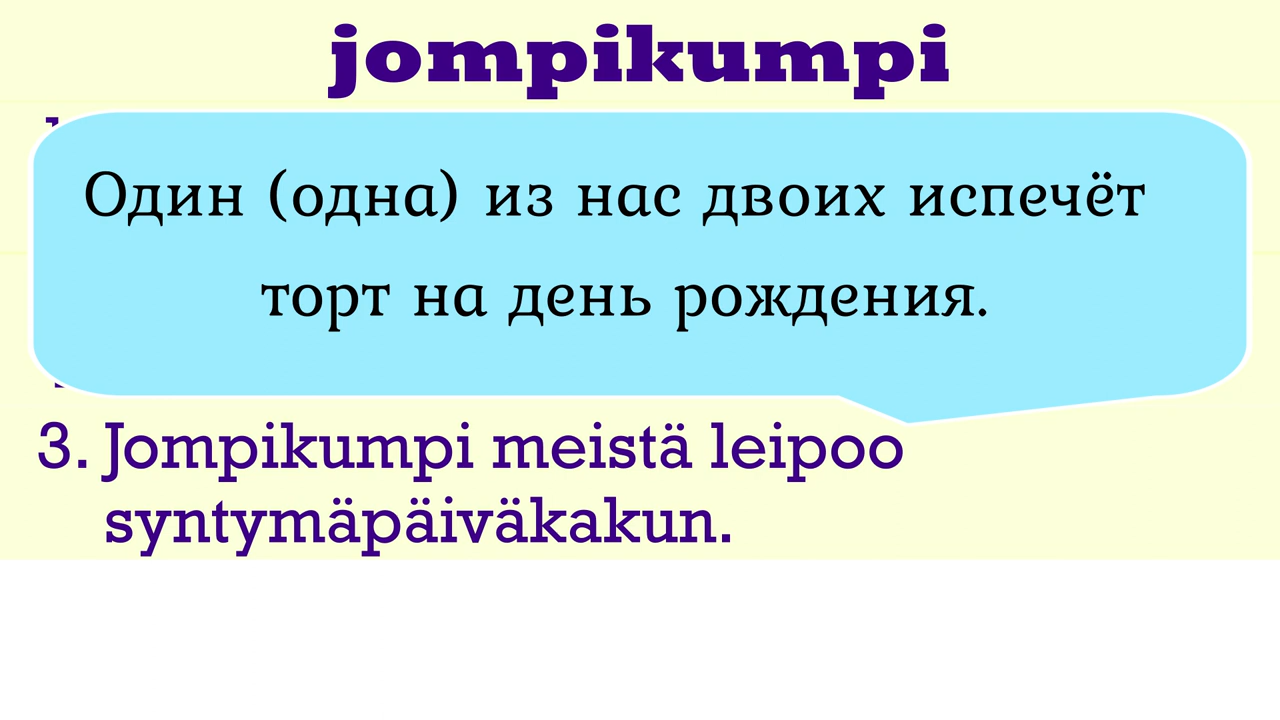 jompikumpi
Один (одна) из нас двоих испечёт
торт на день рождения.
3. Jompikumpi meistä leipoo
syntymäpäiväkakun.